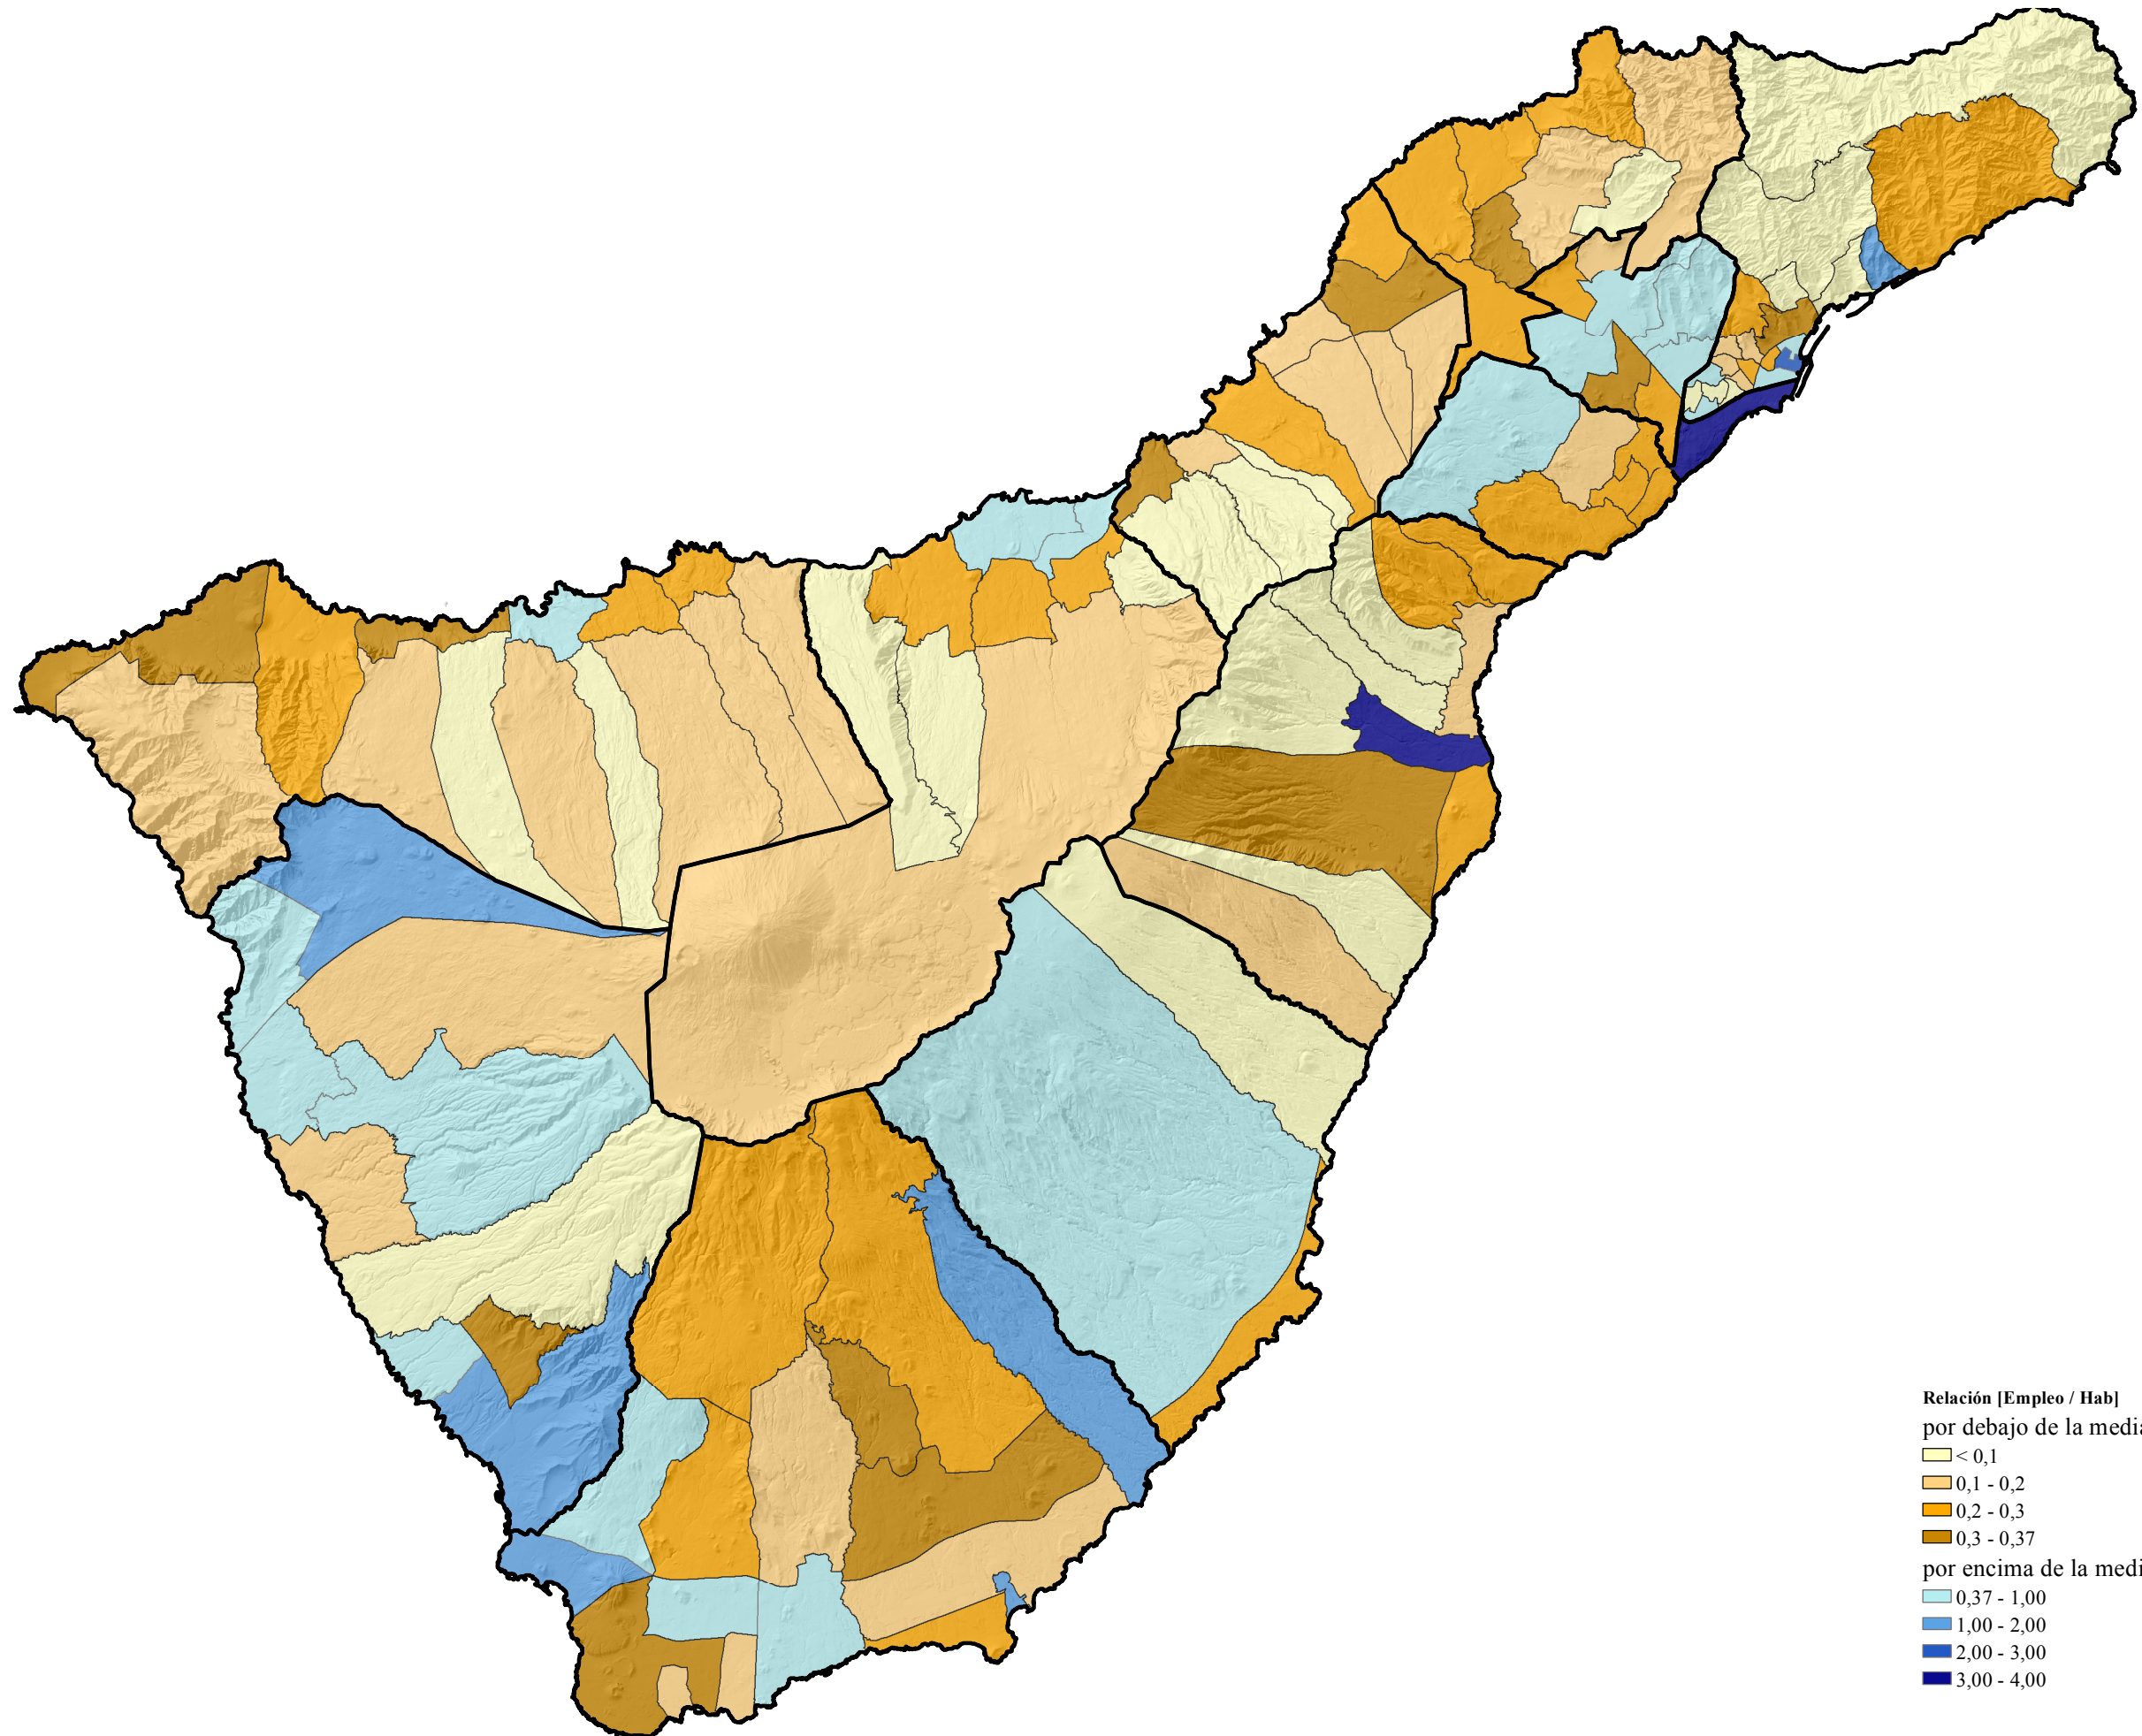 Relación [Empleo / Hab]
por debajo de la media
< 0,1
0,1 - 0,2
0,2 - 0,3
0,3 - 0,37
por encima de la medi
0,37 - 1,00
1,00 - 2,00
2,00 - 3,00
3,00 - 4,00